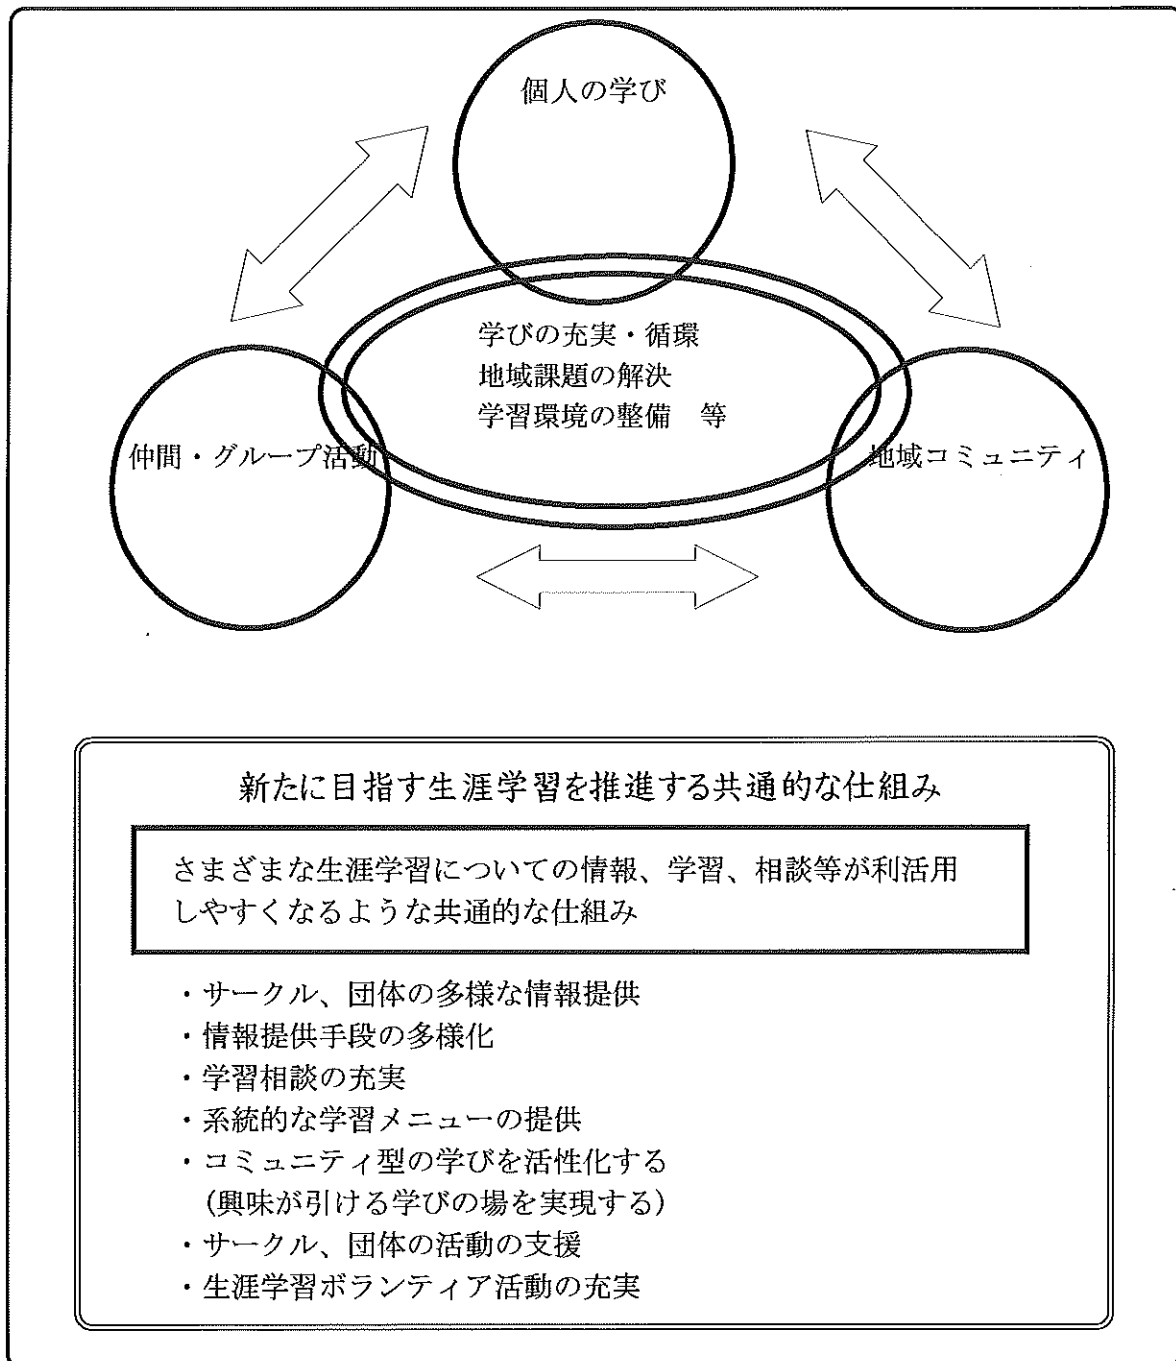 個人の学び
学びの充実・循環
地域課題の解決
学習環境の整備　等
仲間・グループ活動
地域コミュニティ
新たに目指す生涯学習を推進する共通的な仕組み
さまざまな生涯学習についての情報、学習、相談等が利活用
しやすくなるような共通的な仕組み
・サークル、団体の多様な情報提供
・情報提供手段の多様化
・学習相談の充実
・系統的な学習メニューの提供
・コミュニティ型の学びを活性化する
（興味が引ける学びの場を実現する）
・サークル、団体の活動の支援
・生涯学習ボランティア活動の充実